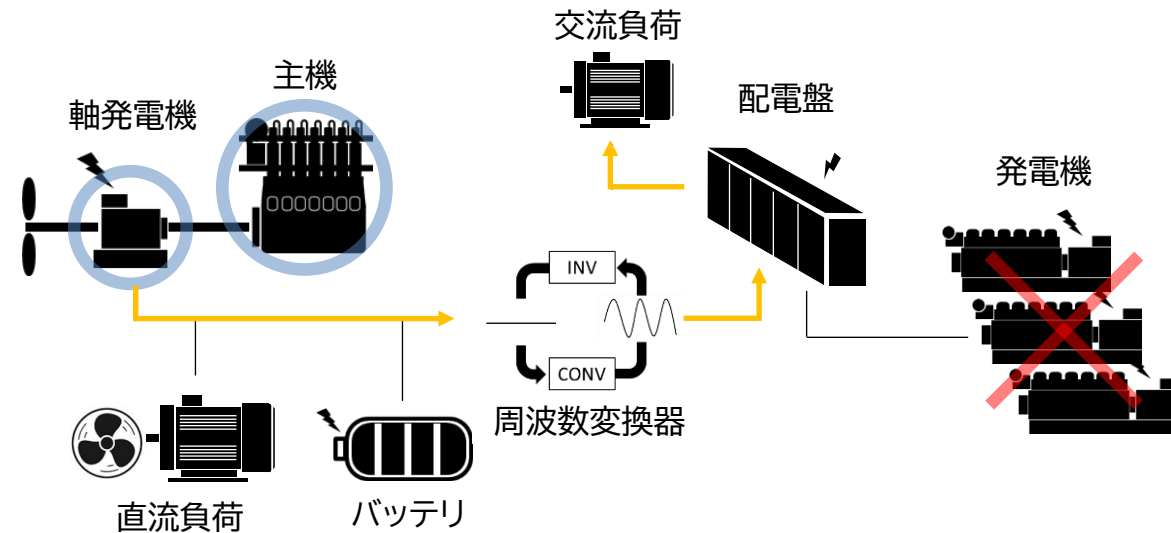 交流負荷
主機
配電盤
軸発電機
発電機
INV
CONV
周波数変換器
直流負荷
バッテリ